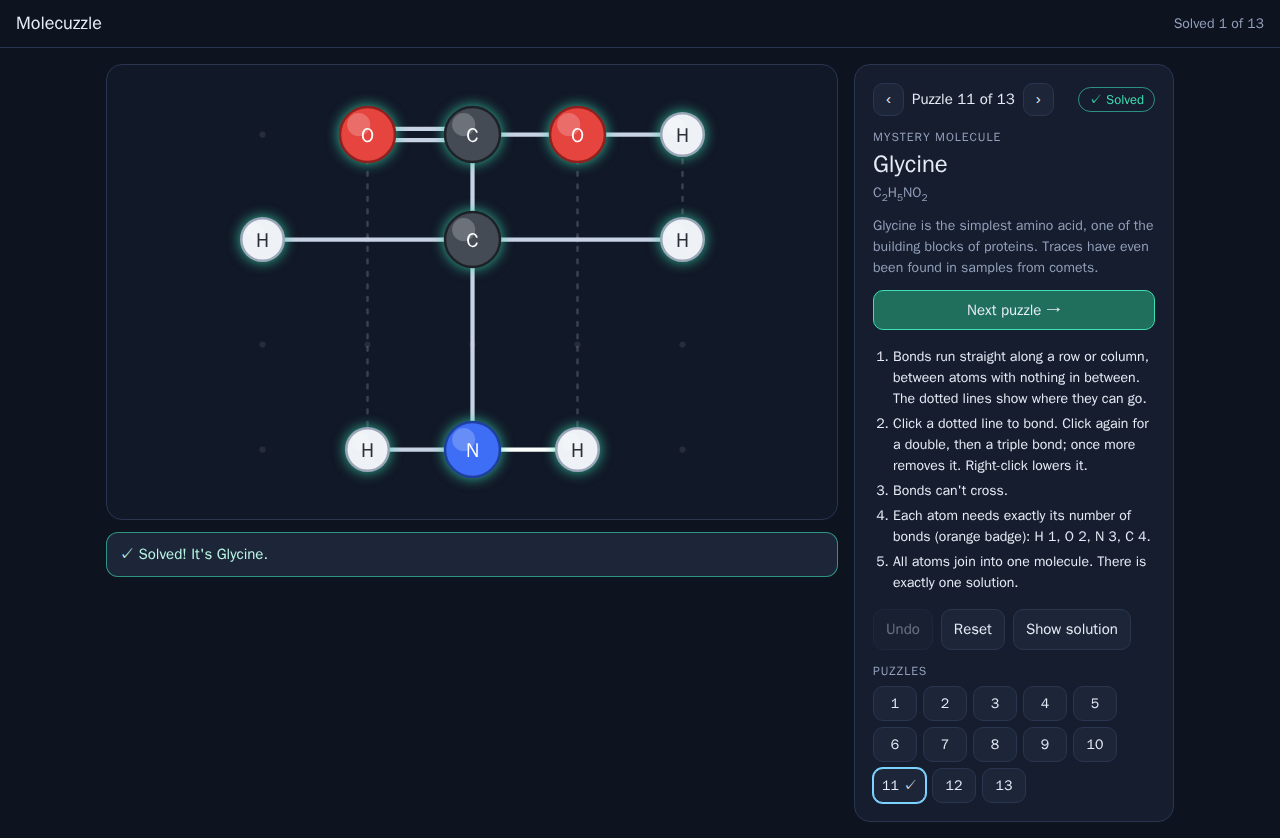 Molecuzzle
Solved 1 of 13
O C O H
H C H
H N H
✓ Solved! It's Glycine.
‹ Puzzle 11 of 13 › ✓ Solved
MYSTERY MOLECULE
Glycine
C₂H₅NO₂
Glycine is the simplest amino acid, one of the
building blocks of proteins. Traces have even
been found in samples from comets.
Next puzzle →
1. Bonds run straight along a row or column,
between atoms with nothing in between.
The dotted lines show where they can go.
2. Click a dotted line to bond. Click again for
a double, then a triple bond; once more
removes it. Right-click lowers it.
3. Bonds can't cross.
4. Each atom needs exactly its number of
bonds (orange badge): H 1, O 2, N 3, C 4.
5. All atoms join into one molecule. There is
exactly one solution.
Undo Reset Show solution
PUZZLES
1 2 3 4 5
6 7 8 9 10
11 ✓ 12 13